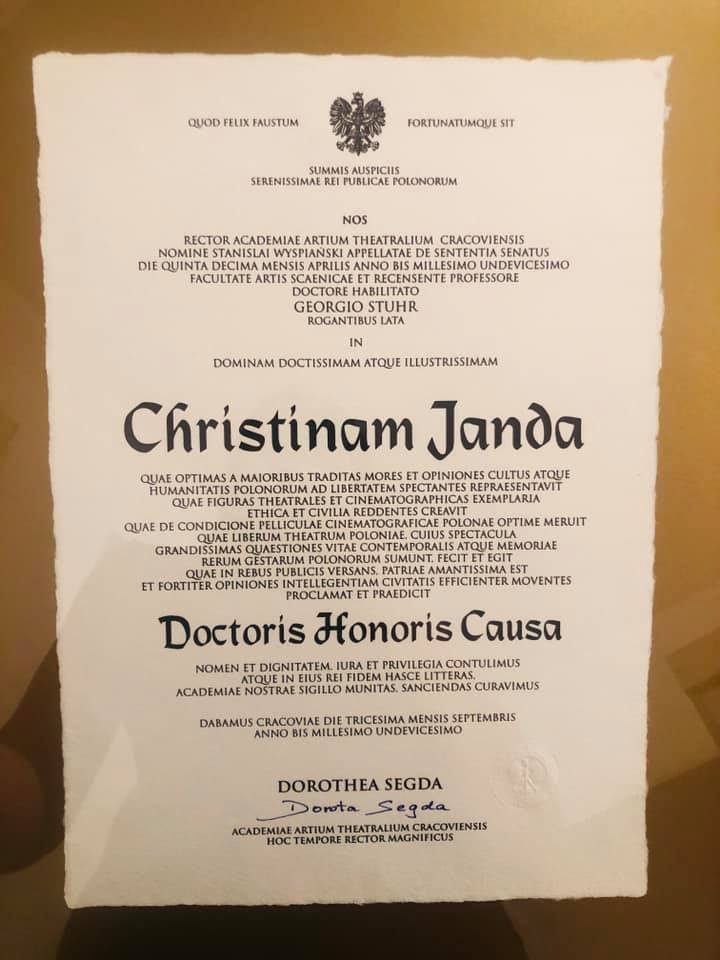 QUOD FELIX FAUSTUM FORTUNATUMQUE SIT
SUMMIS AUSPICIIS
SERENISSIMAE REI PUBLICAE POLONORUM
NOS
RECTOR ACADEMIAE ARTIUM THEATRALIUM CRACOVIENSIS
NOMINE STANISLAI WYSPIAŃSKI APPELLATAE DE SENTENTIA SENATUS
DIE QUINTA DECIMA MENSIS APRILIS ANNO BIS MILLESIMO UNDEVICESIMO
FACULTATE ARTIS SCAENICAE ET RECENSENTE PROFESSORE
DOCTORE HABILITATO
GEORGIO STUHR
ROGANTIBUS LATA
IN
DOMINAM DOCTISSIMAM ATQUE ILLUSTRISSIMAM
Christinam Janda
QUAE OPTIMAS A MAIORIBUS TRADITAS MORES ET OPINIONES CULTUS ATQUE
HUMANITATIS POLONORUM AD LIBERTATEM SPECTANTES REPRAESENTAVIT
QUAE FIGURAS THEATRALES ET CINEMATOGRAPHICAS EXEMPLARIA
ETHICA ET CIVILIA REDDENTES CREAVIT
QUAE DE CONDICIONE PELLICULAE CINEMATOGRAFICAE POLONAE OPTIME MERUIT
QUAE LIBERUM THEATRUM POLONIAE, CUIUS SPECTACULA
GRANDISSIMAS QUAESTIONES VITAE CONTEMPORALIS ATQUE MEMORIAE
RERUM GESTARUM POLONORUM SUMUNT, FECIT ET EGIT
QUAE IN REBUS PUBLICIS VERSANS, PATRIAE AMANTISSIMA EST
ET FORTITER OPINIONES INTELLEGENTIAM CIVITATIS EFFICIENTER MOVENTES
PROCLAMAT ET PRAEDICIT
Doctoris Honoris Causa
NOMEN ET DIGNITATEM, IURA ET PRIVILEGIA CONTULIMUS
ATQUE IN EIUS REI FIDEM HASCE LITTERAS,
ACADEMIAE NOSTRAE SIGILLO MUNITAS, SANCIENDAS CURAVIMUS
DABAMUS CRACOVIAE DIE TRICESIMA MENSIS SEPTEMBRIS
ANNO BIS MILLESIMO UNDEVICESIMO
DOROTHEA SEGDA
Dorota Segda
ACADEMIAE ARTIUM THEATRALIUM CRACOVIENSIS
HOC TEMPORE RECTOR MAGNIFICUS